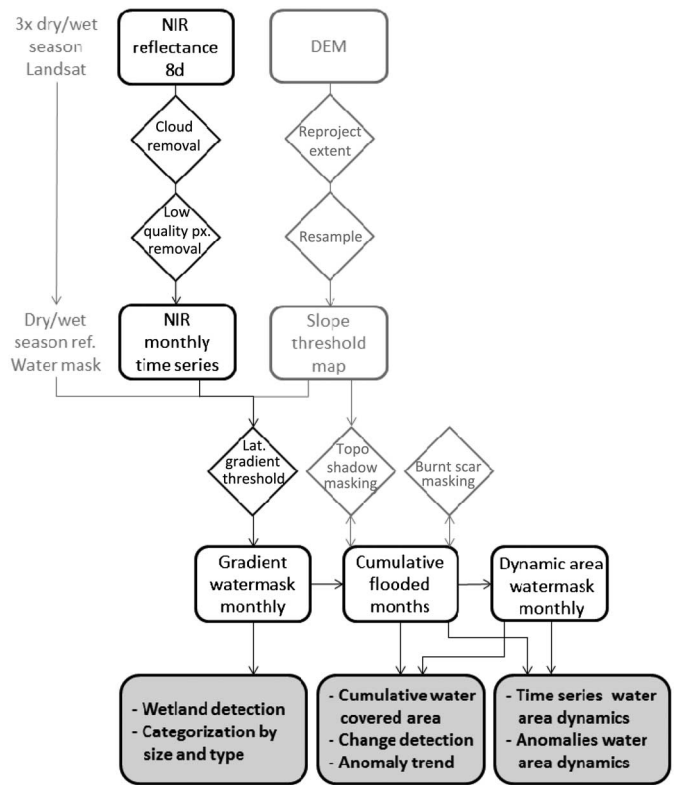 3x dry/wet
season
Landsat
NIR
reflectance
8d
DEM
Cloud
removal
Reproject
extent
Low
quality px.
removal
Resample
Dry/wet
season ref.
Water mask
NIR
monthly
time series
Slope
threshold
map
Lat.
gradient
threshold
Topo
shadow
masking
Burnt scar
masking
Gradient
watermask
monthly
Cumulative
flooded
months
Dynamic area
watermask
monthly
- Wetland detection
- Categorization by
size and type
- Cumulative water
covered area
- Change detection
- Anomaly trend
- Time series water
area dynamics
- Anomalies water
area dynamics